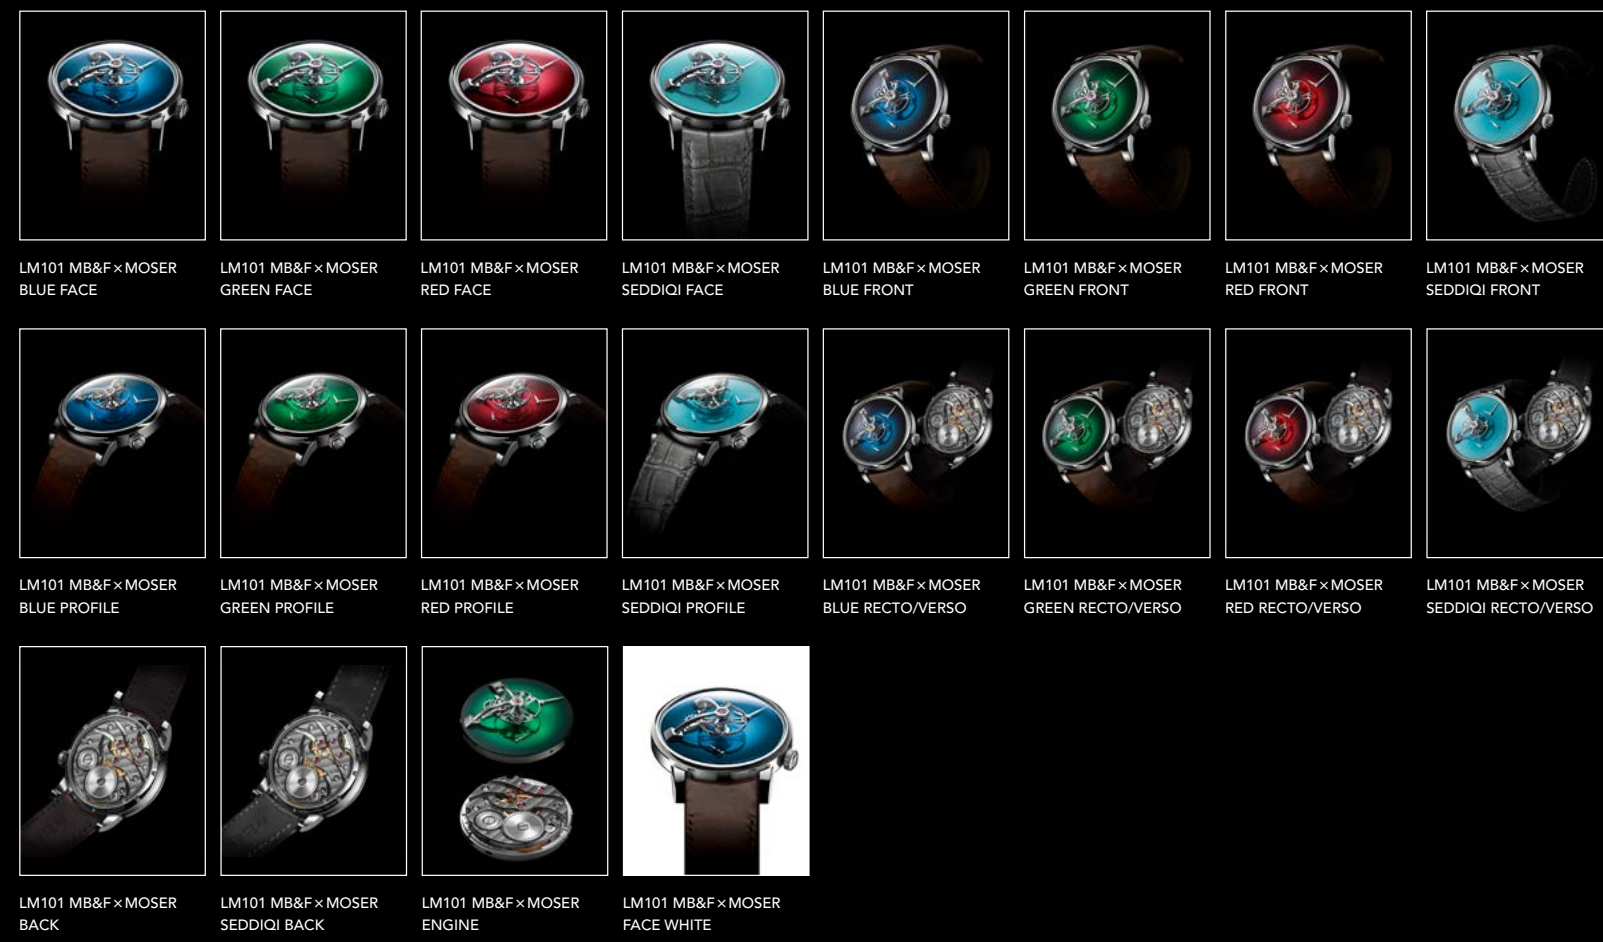 LM101 MB&F×MOSER
BLUE FACE
LM101 MB&F×MOSER
GREEN FACE
LM101 MB&F×MOSER
RED FACE
LM101 MB&F×MOSER
SEDDIQI FACE
LM101 MB&F×MOSER
BLUE FRONT
LM101 MB&F×MOSER
GREEN FRONT
LM101 MB&F×MOSER
RED FRONT
LM101 MB&F×MOSER
SEDDIQI FRONT
LM101 MB&F×MOSER
BLUE PROFILE
LM101 MB&F×MOSER
GREEN PROFILE
LM101 MB&F×MOSER
RED PROFILE
LM101 MB&F×MOSER
SEDDIQI PROFILE
LM101 MB&F×MOSER
BLUE RECTO/VERSO
LM101 MB&F×MOSER
GREEN RECTO/VERSO
LM101 MB&F×MOSER
RED RECTO/VERSO
LM101 MB&F×MOSER
SEDDIQI RECTO/VERSO
LM101 MB&F×MOSER
BACK
LM101 MB&F×MOSER
SEDDIQI BACK
LM101 MB&F×MOSER
ENGINE
LM101 MB&F×MOSER
FACE WHITE